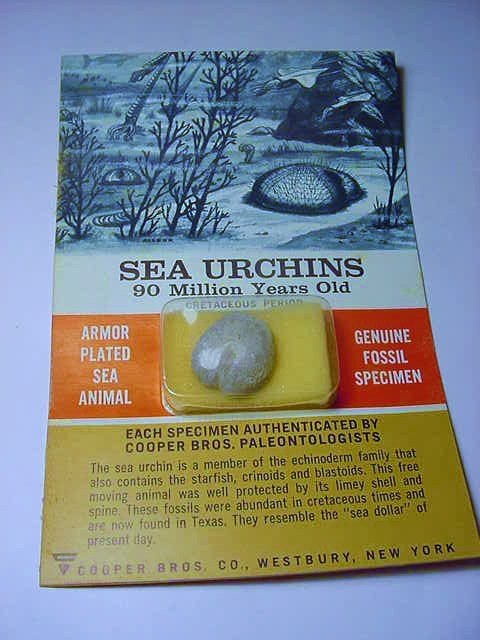 SEA URCHINS
90 Million Years Old
CRETACEOUS PERIOD
ARMOR
PLATED
SEA
ANIMAL
GENUINE
FOSSIL
SPECIMEN
EACH SPECIMEN AUTHENTICATED BY
COOPER BROS. PALEONTOLOGISTS
The sea urchin is a member of the echinoderm family that
also contains the starfish, crinoids and blastoids. This free
moving animal was well protected by its limey shell and
spine. These fossils were abundant in cretaceous times and
are now found in Texas. They resemble the "sea dollar" of
present day.
COOPER BROS. CO., WESTBURY, NEW YORK